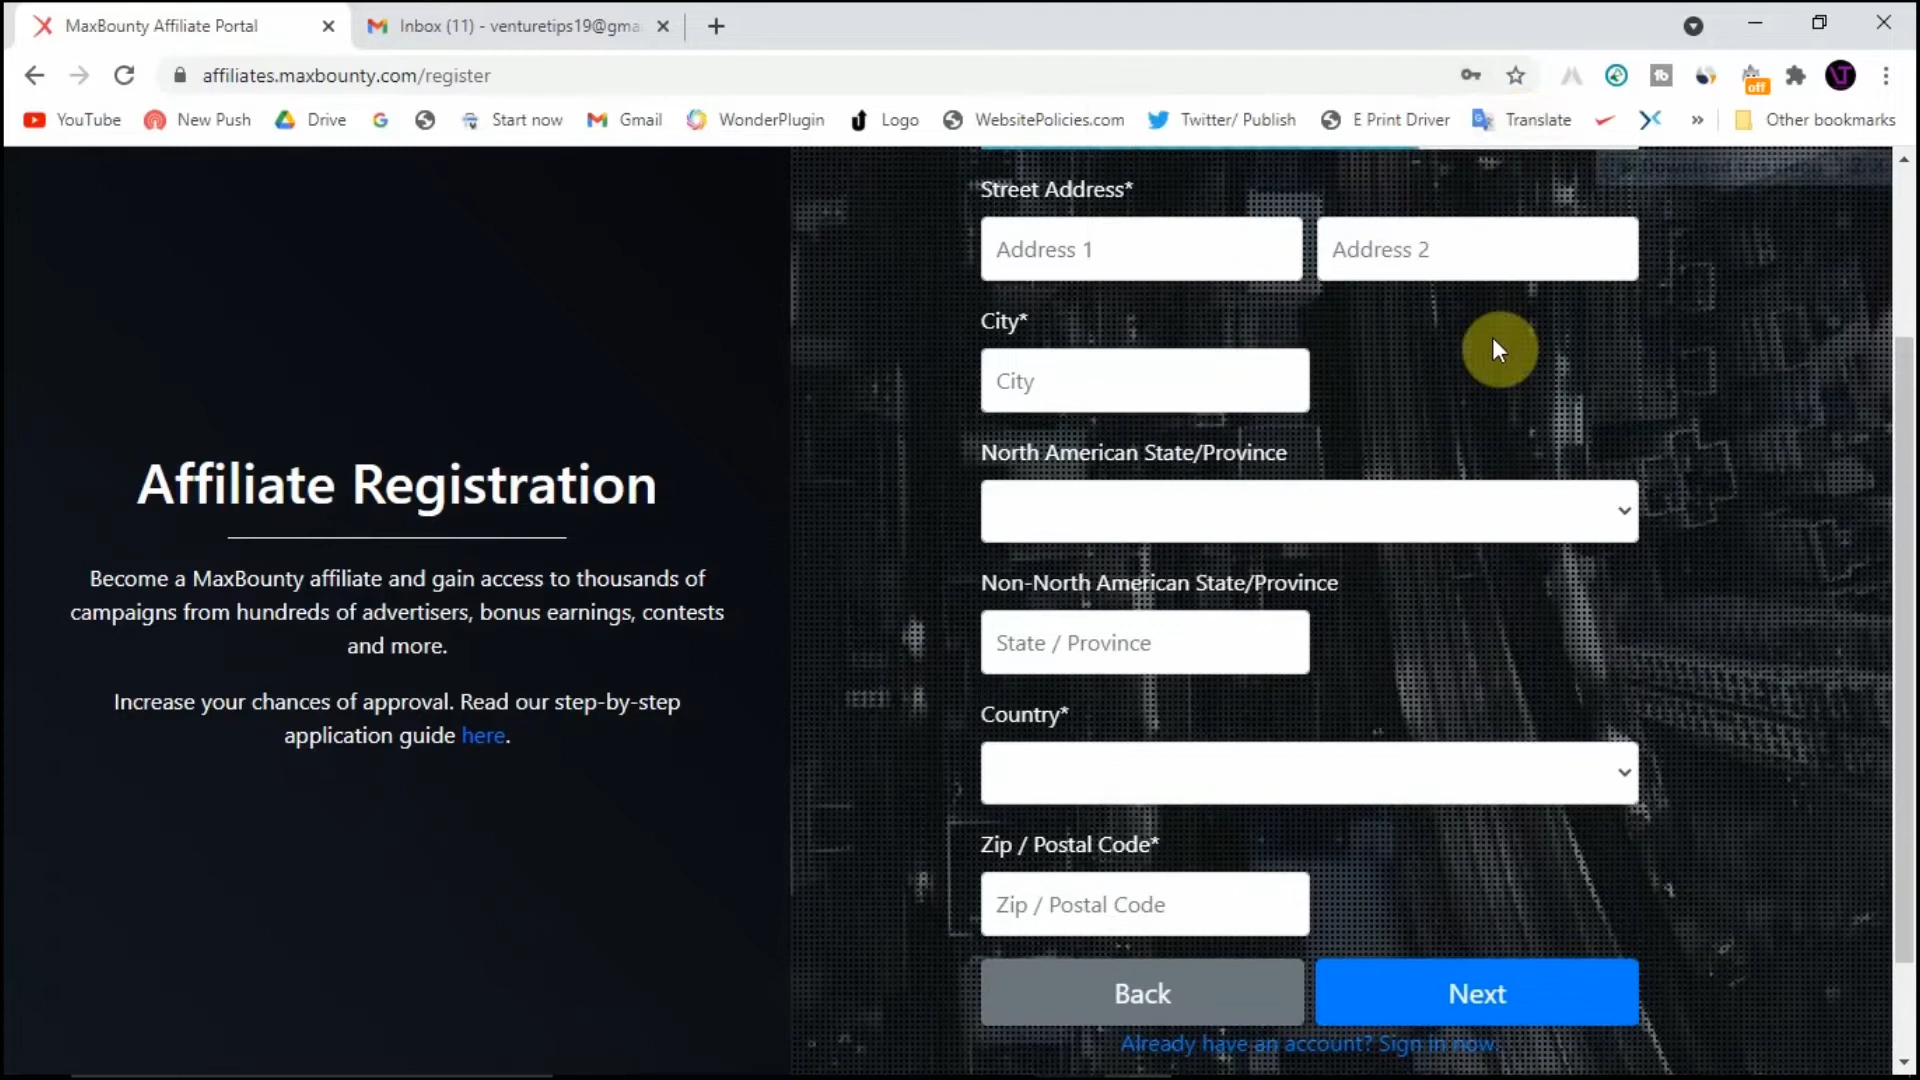 MaxBounty Affiliate Portal
Inbox (11) - venturetips19@gma
affiliates.maxbounty.com/register
off
YouTube
New Push
Drive
Start now
Gmail
WonderPlugin
Logo
WebsitePolicies.com
Twitter/ Publish
E Print Driver
Translate
»
Other bookmarks
Affiliate Registration
Become a MaxBounty affiliate and gain access to thousands of
campaigns from hundreds of advertisers, bonus earnings, contests
and more.
Increase your chances of approval. Read our step-by-step
application guide here.
Street Address*
Address 1
Address 2
City*
City
North American State/Province
Non-North American State/Province
State / Province
Country*
Zip / Postal Code*
Zip / Postal Code
Back
Next
Already have an account? Sign in now.